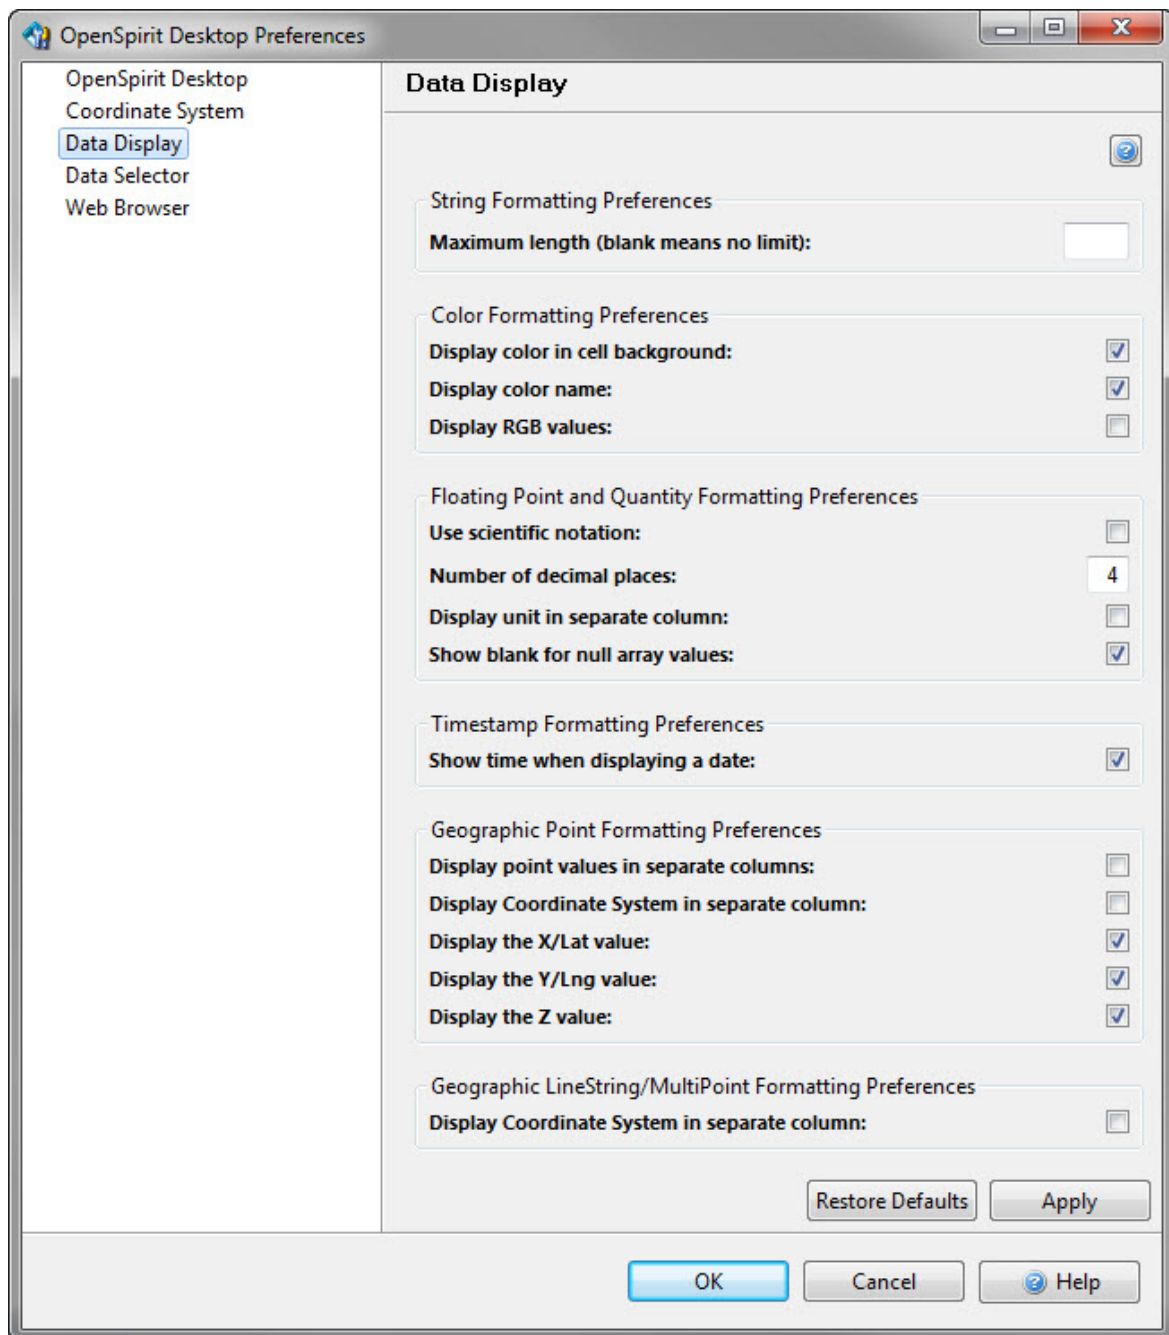 OpenSpirit Desktop Preferences
OpenSpirit Desktop
Coordinate System
Data Display
Data Selector
Web Browser
Data Display
String Formatting Preferences
Maximum length (blank means no limit):
Color Formatting Preferences
Display color in cell background:
Display color name:
Display RGB values:
Floating Point and Quantity Formatting Preferences
Use scientific notation:
Number of decimal places: 4
Display unit in separate column:
Show blank for null array values:
Timestamp Formatting Preferences
Show time when displaying a date:
Geographic Point Formatting Preferences
Display point values in separate columns:
Display Coordinate System in separate column:
Display the X/Lat value:
Display the Y/Lng value:
Display the Z value:
Geographic LineString/MultiPoint Formatting Preferences
Display Coordinate System in separate column:
Restore Defaults Apply
OK Cancel Help